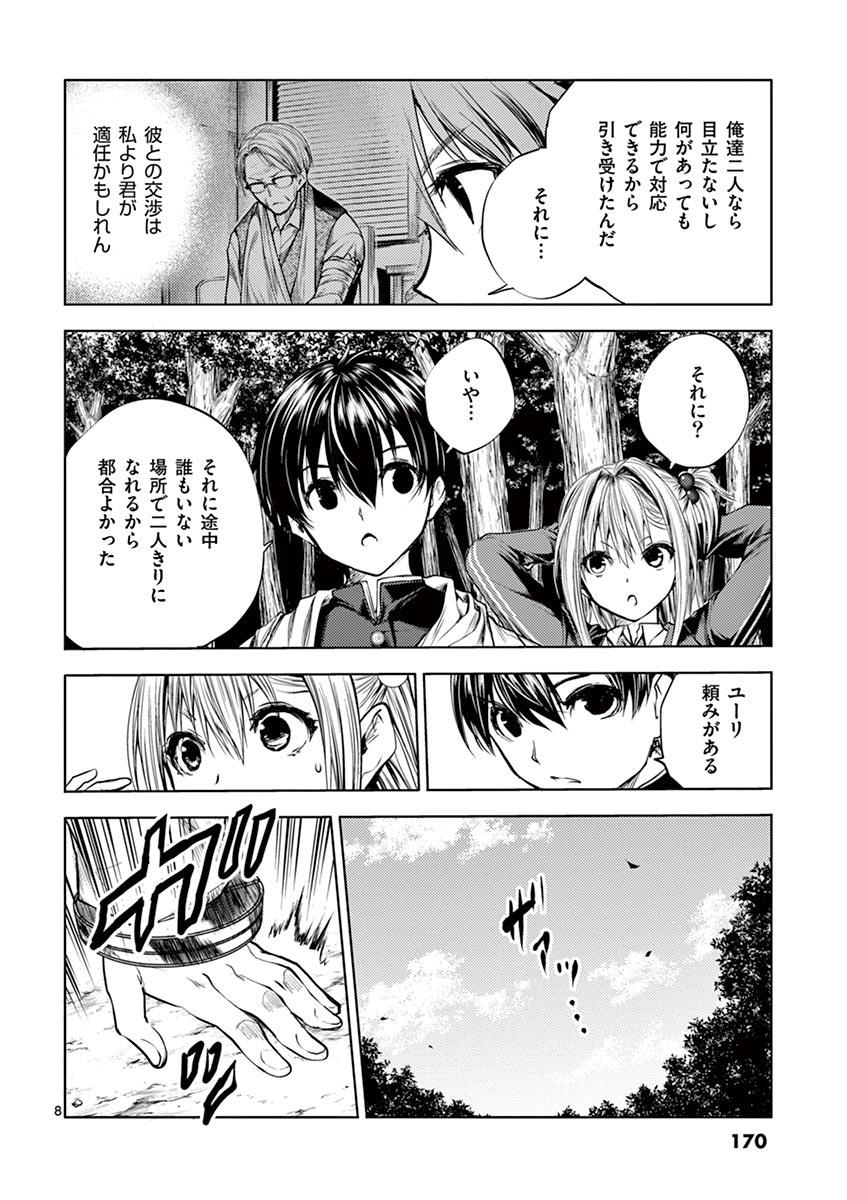 俺達二人なら
目立たないし
何があっても
能力で対応
できるから
引き受けたんだ
それに…
彼との交渉は
私より君が
適任かもしれん
それに？
いや…
それに途中
誰もいない
場所で二人きりに
なれるから
都合よかった
ユーリ
頼みがある
ザァッ…
ガバッ
8
170